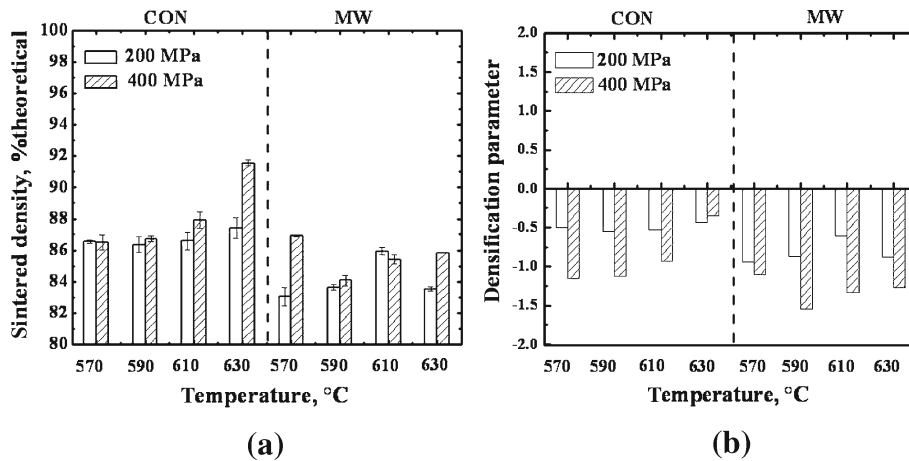 CON MW
Sintered density, %theoretical
100
98
96
94
92
90
88
86
84
82
80
200 MPa
400 MPa
570 590 610 630 570 590 610 630
Temperature, °C
(a)
CON MW
Densification parameter
2.0
1.5
1.0
0.5
0.0
-0.5
-1.0
-1.5
-2.0
200 MPa
400 MPa
570 590 610 630 570 590 610 630
Temperature, °C
(b)